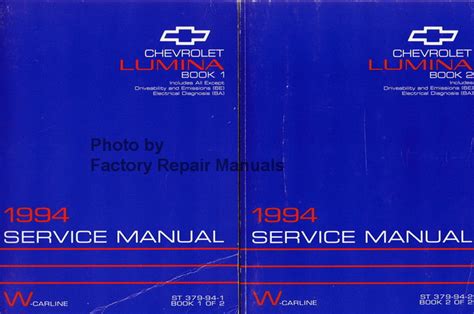 CHEVROLET
LUMINA
BOOK 1
Includes All Except
Driveability and Emissions (6E)
Electrical Diagnosis (8A)
Photo by
Factory Repair Manuals
1994
SERVICE MANUAL
W-CARLINE
ST 379-94-1
BOOK 1 OF 2
CHEVROLET
LUMINA
BOOK 2
Driveability and Emissions (6E)
Electrical Diagnosis (8A)
1994
SERVICE MANUAL
W-CARLINE
ST 379-94-2
BOOK 2 OF 2